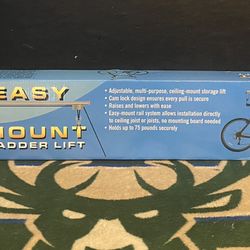 EASY
MOUNT
LADDER LIFT
• Adjustable, multi-purpose, ceiling-mount storage lift
• Cam lock design ensures every pull is secure
• Raises and lowers with ease
• Easy-mount rail system allows installation directly
to ceiling joist or joists, no mounting board needed
• Holds up to 75 pounds securely